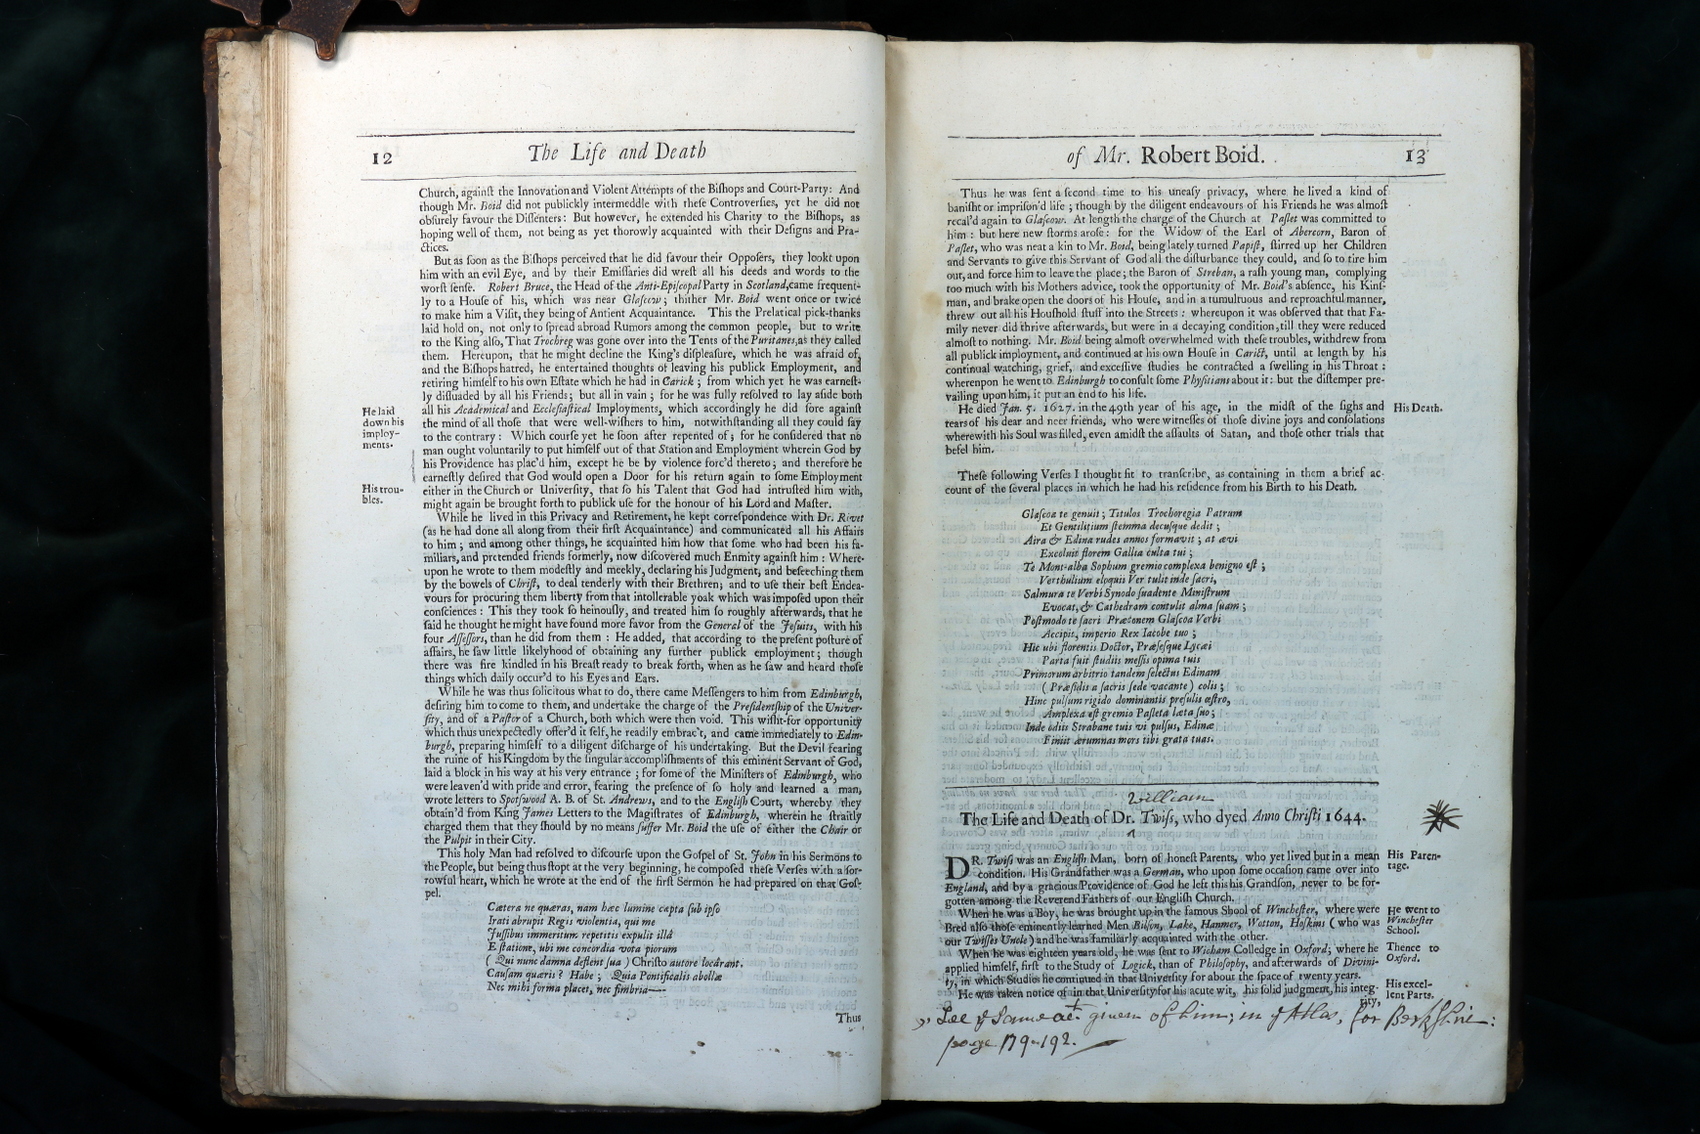 12
The Life and Death
Church, againſt the Innovation and Violent Attempts of the Biſhops and Court-Party: And
though Mr. Boid did not publickly intermeddle with theſe Controverſies, yet he did not
obſurely favour the Diſſenters: But however, he extended his Charity to the Biſhops, as
hoping well of them, not being as yet thorowly acquainted with their Deſigns and Pra-
ctices.
But as ſoon as the Biſhops perceived that he did favour their Oppoſers, they lookt upon
him with an evil Eye, and by their Emiſſaries did wreſt all his deeds and words to the
worſt ſenſe. Robert Bruce, the Head of the Anti-Epiſcopal Party in Scotland, came frequent-
ly to a Houſe of his, which was near Glaſcow; thither Mr. Boid went once or twice
to make him a Viſit, they being of Antient Acquaintance. This the Prelatical pick-thanks
laid hold on, not only to ſpread abroad Rumors among the common people, but to write
to the King alſo, That Trochreg was gone over into the Tents of the Puritanes, as they called
them. Hereupon, that he might decline the King's diſpleaſure, which he was afraid of,
and the Biſhops hatred, he entertained thoughts of leaving his publick Employment, and
retiring himſelf to his own Eſtate which he had in Carick; from which yet he was earneſt-
ly diſſuaded by all his Friends; but all in vain; for he was fully reſolved to lay aſide both
all his Academical and Eccleſiaſtical Imployments, which accordingly he did ſore againſt
the mind of all thoſe that were well-wiſhers to him, notwithſtanding all they could ſay
to the contrary: Which courſe yet he ſoon after repented of; for he conſidered that no
man ought voluntarily to put himſelf out of that Station and Employment wherein God by
his Providence has plac'd him, except he be by violence forc'd thereto; and therefore he
earneſtly deſired that God would open a Door for his return again to ſome Employment
either in the Church or Univerſity, that ſo his Talent that God had intruſted him with,
might again be brought forth to publick uſe for the honour of his Lord and Maſter.
He laid
down his
imploy-
ments.
His trou-
bles.
While he lived in this Privacy and Retirement, he kept correſpondence with Dr. Rivet
(as he had done all along from their firſt Acquaintance) and communicated all his Affairs
to him; and among other things, he acquainted him how that ſome who had been his fa-
miliars, and pretended friends formerly, now diſcovered much Enmity againſt him: Where-
upon he wrote to them modeſtly and meekly, declaring his Judgment, and beſeeching them
by the bowels of Chriſt, to deal tenderly with their Brethren; and to uſe their beſt Endea-
vours for procuring them liberty from that intollerable yoak which was impoſed upon their
conſciences: This they took ſo heinouſly, and treated him ſo roughly afterwards, that he
ſaid he thought he might have found more favor from the General of the Jeſuits, with his
four Aſſeſſors, than he did from them: He added, that according to the preſent poſture of
affairs, he ſaw little likelyhood of obtaining any further publick employment; though
there was fire kindled in his Breaſt ready to break forth, when as he ſaw and heard thoſe
things which daily occur'd to his Eyes and Ears.
While he was thus ſolicitous what to do, there came Meſſengers to him from Edinburgh,
deſiring him to come to them, and undertake the charge of the Preſidentſhip of the Univer-
ſity, and of a Paſtor of a Church, both which were then void. This wiſht-for opportunity
which thus unexpectedly offer'd it ſelf, he readily embrac't, and came immediately to Edin-
burgh, preparing himſelf to a diligent diſcharge of his undertaking. But the Devil fearing
the ruine of his Kingdom by the ſingular accompliſhments of this eminent Servant of God,
laid a block in his way at his very entrance; for ſome of the Miniſters of Edinburgh, who
were leaven'd with pride and error, fearing the preſence of ſo holy and learned a man,
wrote letters to Spotſwood A. B. of St. Andrews, and to the Engliſh Court, whereby they
obtain'd from King James Letters to the Magiſtrates of Edinburgh, wherein he ſtraitly
charged them that they ſhould by no means ſuffer Mr. Boid the uſe of either the Chair or
the Pulpit in their City.
This holy Man had reſolved to diſcourſe upon the Goſpel of St. John in his Sermons to
the People, but being thus ſtopt at the very beginning, he compoſed theſe Verſes with a ſor-
rowful heart, which he wrote at the end of the firſt Sermon he had prepared on that Goſ-
pel.
Cætera ne quæras, nam hæc lumine capta ſub ipſo
Irati abrupit Regis violentia, qui me
Juſſibus immeritum repetitis expulit illâ
E ſtatione, ubi me concordia vota piorum
( Qui nunc damna deflent ſua ) Chriſto autore locârant.
Cauſam quæris? Habe; Quia Pontificalis abollæ
Nec mihi forma placet, nec fimbria——
Thus
of Mr. Robert Boid.
13
Thus he was ſent a ſecond time to his uneaſy privacy, where he lived a kind of
baniſht or impriſon'd life; though by the diligent endeavours of his Friends he was almoſt
recal'd again to Glaſcow. At length the charge of the Church at Paſlet was committed to
him: but here new ſtorms aroſe: for the Widow of the Earl of Abercorn, Baron of
Paſlet, who was neat a kin to Mr. Boid, being lately turned Papiſt, ſtirred up her Children
and Servants to give this Servant of God all the diſturbance they could, and ſo to tire him
out, and force him to leave the place; the Baron of Streban, a raſh young man, complying
too much with his Mothers advice, took the opportunity of Mr. Boid's abſence, his Kinſ-
man, and brake open the doors of his Houſe, and in a tumultuous and reproachful manner,
threw out all his Houſhold ſtuff into the Streets: whereupon it was obſerved that that Fa-
mily never did thrive afterwards, but were in a decaying condition, till they were reduced
almoſt to nothing. Mr. Boid being almoſt overwhelmed with theſe troubles, withdrew from
all publick imployment, and continued at his own Houſe in Carict, until at length by his
continual watching, grief, and exceſſive ſtudies he contracted a ſwelling in his Throat:
whereupon he went to Edinburgh to conſult ſome Phyſitians about it: but the diſtemper pre-
vailing upon him, it put an end to his life.
He died Jan. 5. 1627. in the 49th year of his age, in the midſt of the ſighs and
tears of his dear and neer friends, who were witneſſes of thoſe divine joys and conſolations
wherewith his Soul was filled, even amidſt the aſſaults of Satan, and thoſe other trials that
befel him.
His Death.
Theſe following Verſes I thought fit to tranſcribe, as containing in them a brief ac-
count of the ſeveral places in which he had his reſidence from his Birth to his Death.
Glaſcoa te genuit; Titulos Trochoregia Patrum
Et Gentilitium ſtemma decuſque dedit;
Aira & Edina rudes annos formavit; at ævi
Excoluit florem Gallia culta tui;
Te Mont-alba Sophum gremio complexa benigno eſt;
Verthulium eloquii Ver tulit inde ſacri,
Salmura te Verbi Synodo ſuadente Miniſtrum
Evocat, & Cathedram contulit alma ſuam;
Poſtmodo te ſacri Præconem Glaſcoa Verbi
Accipit, imperio Rex Iacobe tuo;
Hic ubi florentis Doctor, Præſeſque Lycæi
Parta fuit ſtudiis meſſis opima tuis
Primorum arbitrio tandem ſelectus Edinam
( Præſidis a ſacris ſede vacante ) colis;
Hinc pulſum rigido dominantis preſulis æſtro,
Amplexa eſt gremio Paſleta læta ſuo;
Inde odiis Strabane tuis vi pulſus, Edinæ
Finiit ærumnas mors tibi grata tuas.
william
The Life and Death of Dr. Twiſs, who dyed Anno Chriſti 1644.
DR. Twiſs was an Engliſh Man, born of honeſt Parents, who yet lived but in a mean
condition. His Grandfather was a German, who upon ſome occaſion came over into
England, and by a gracious Providence of God he left this his Grandſon, never to be for-
gotten among the Reverend Fathers of our Engliſh Church.
His Paren-
tage.
When he was a Boy, he was brought up in the famous Shool of Wincheſter, where were
Bred alſo thoſe eminently learned Men Bilſon, Lake, Harmer, Wotton, Hoſkins ( who was
our Twiſſes Uncle ) and he was familiarly acquainted with the other.
He went to
Wincheſter
School.
When he was eighteen years old, he was ſent to Wickam Colledge in Oxford; where he
applied himſelf, firſt to the Study of Logick, than of Philoſophy, and afterwards of Divini-
ty, in which Studies he continued in that Univerſity for about the ſpace of twenty years.
Thence to
Oxford.
He was taken notice of in that Univerſity for his acute wit, his ſolid judgment, his integ-
rity,
His excel-
lent Parts.
See ye same given of him; in ye Atlas, for Berkshire:
page 179-192.